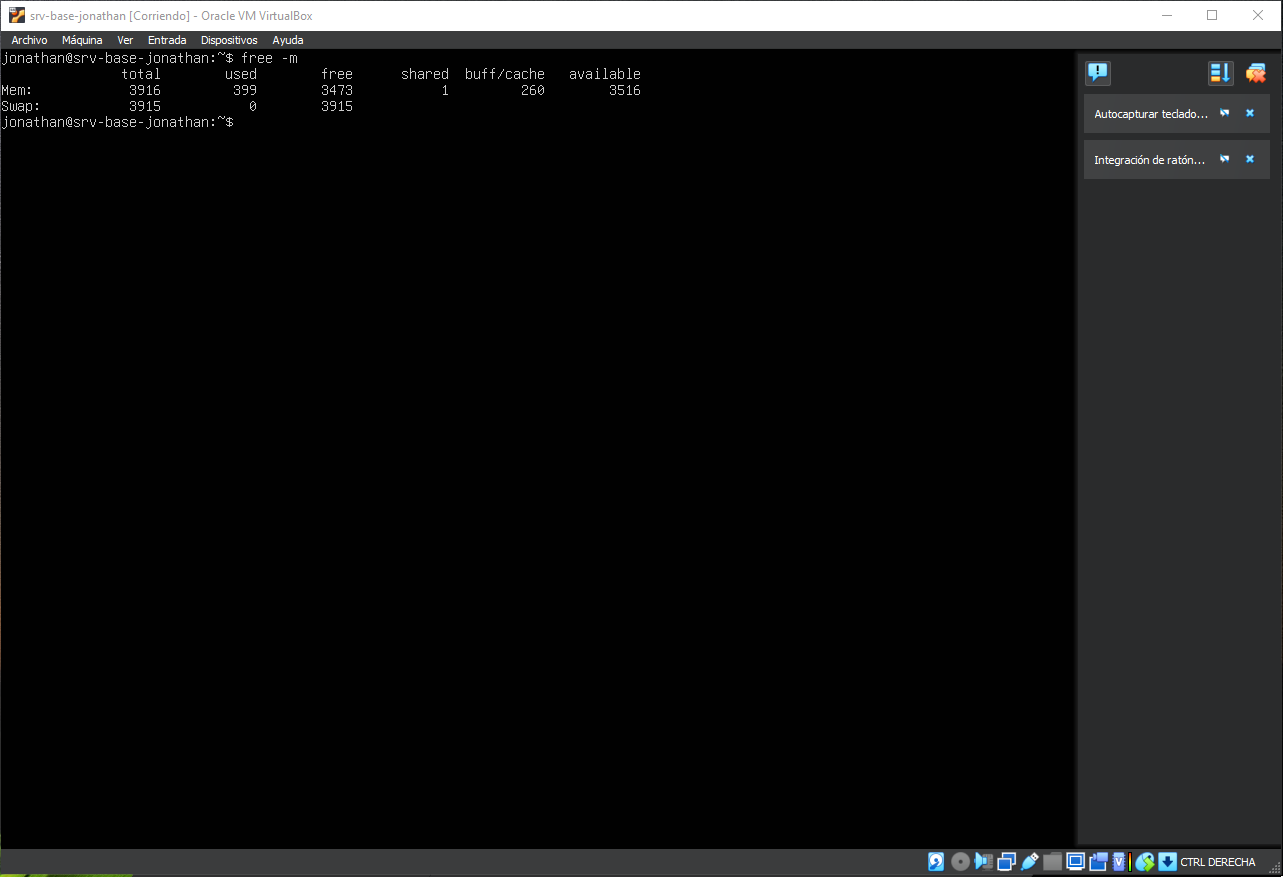 srv-base-jonathan [Corriendo] - Oracle VM VirtualBox
Archivo Máquina Ver Entrada Dispositivos Ayuda
jonathan@srv-base-jonathan:~$ free -m
total used free shared buff/cache available
Mem: 3916 399 3473 1 260 3516
Swap: 3915 0 3915
jonathan@srv-base-jonathan:~$
Autocapturar teclado...
Integración de ratón...
CTRL DERECHA